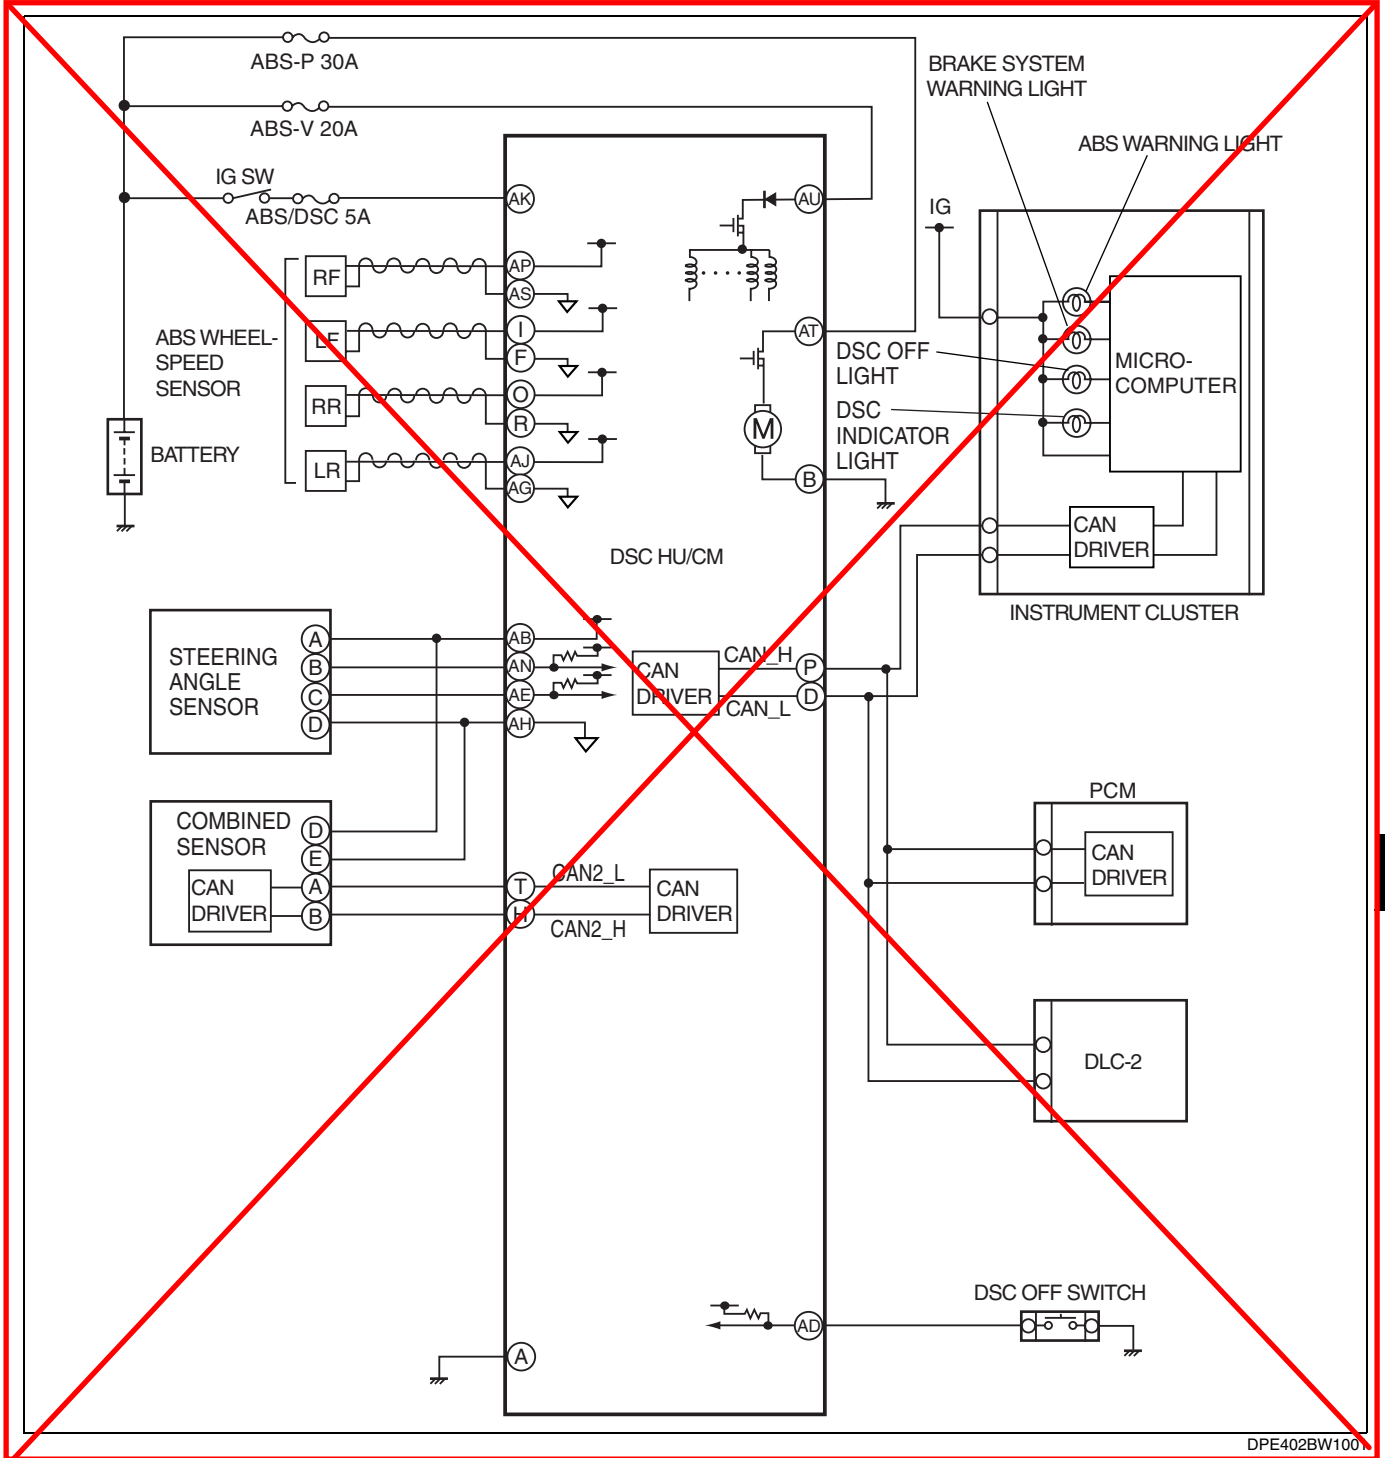 ABS-P 30A
ABS-V 20A
IG SW
ABS/DSC 5A
BRAKE SYSTEM
WARNING LIGHT
ABS WARNING LIGHT
IG
AK
AU
RF
AP
AS
ABS WHEEL-
SPEED
SENSOR
LF
I
F
AT
RR
O
R
LR
AJ
AG
M
B
DSC OFF
LIGHT
DSC
INDICATOR
LIGHT
MICRO-
COMPUTER
BATTERY
CAN
DRIVER
INSTRUMENT CLUSTER
DSC HU/CM
STEERING
ANGLE
SENSOR
A
B
C
D
AB
AN
AE
AH
CAN
DRIVER
CAN_H
CAN_L
P
D
COMBINED
SENSOR
D
E
A
B
CAN
DRIVER
T
H
CAN2_L
CAN2_H
CAN
DRIVER
PCM
CAN
DRIVER
DLC-2
DSC OFF SWITCH
AD
A
DPE402BW1001